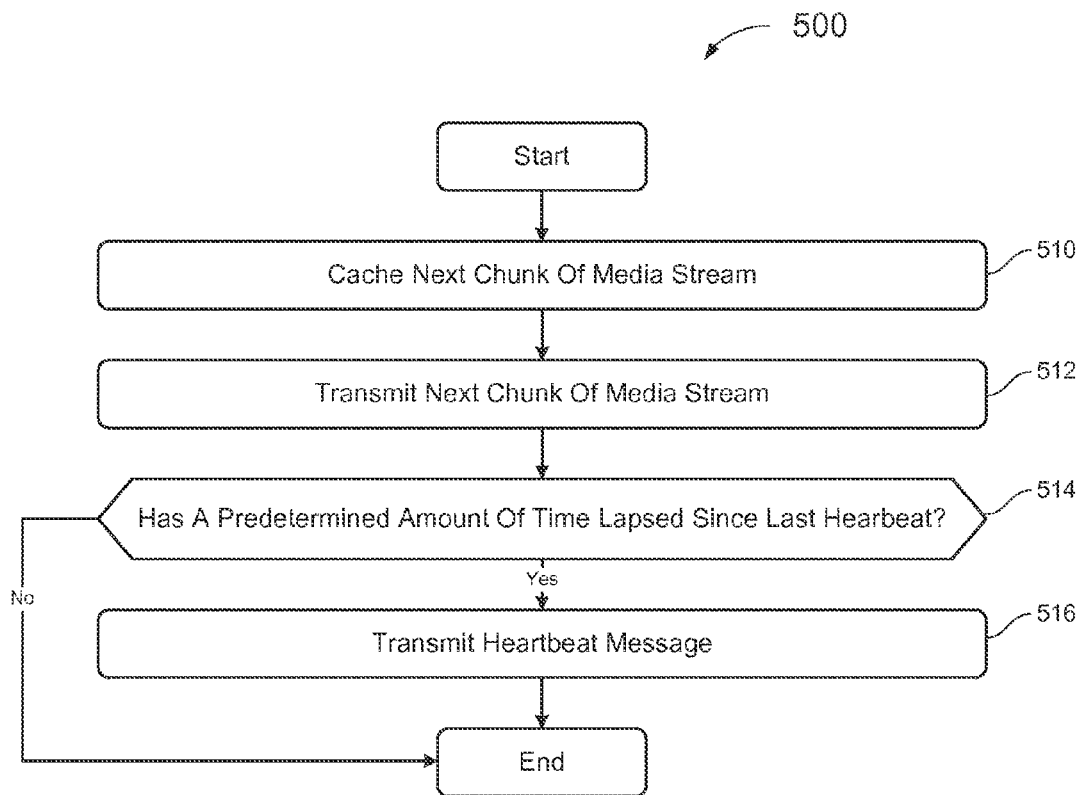 500
Start
Cache Next Chunk Of Media Stream
510
Transmit Next Chunk Of Media Stream
512
Has A Predetermined Amount Of Time Lapsed Since Last Hearbeat?
514
No
Yes
Transmit Heartbeat Message
516
End